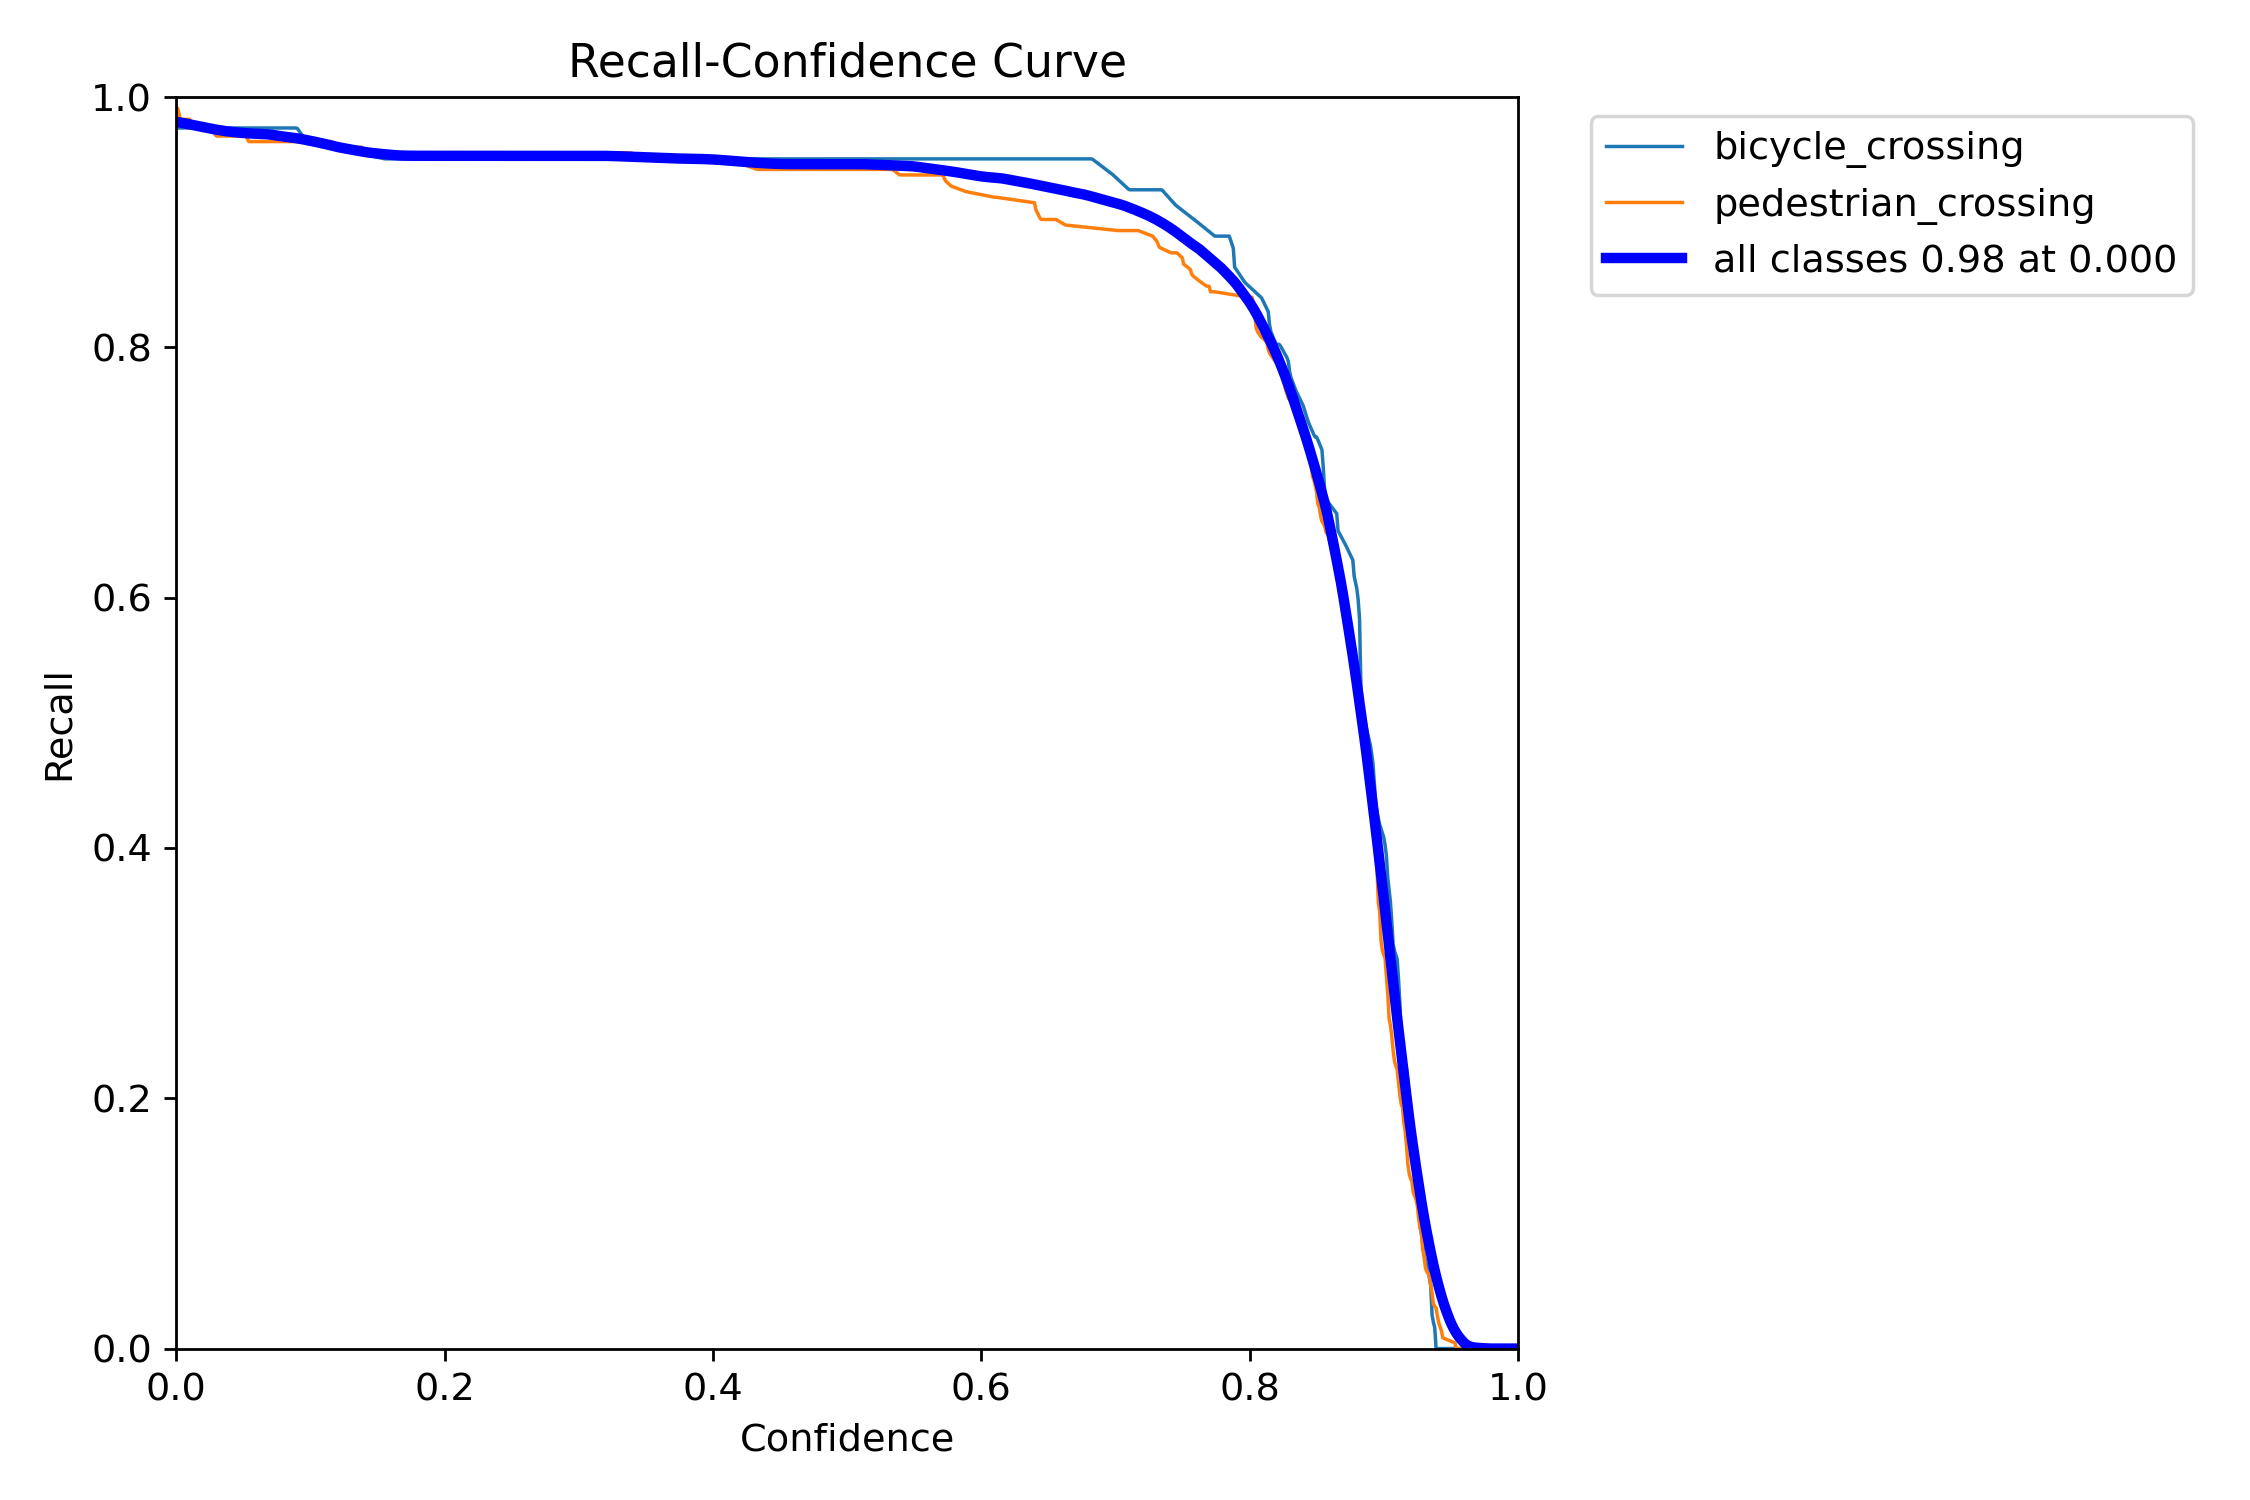 Recall-Confidence Curve
1.0
0.8
0.6
0.4
0.2
0.0
Recall
0.0 0.2 0.4 0.6 0.8 1.0
Confidence
bicycle_crossing
pedestrian_crossing
all classes 0.98 at 0.000